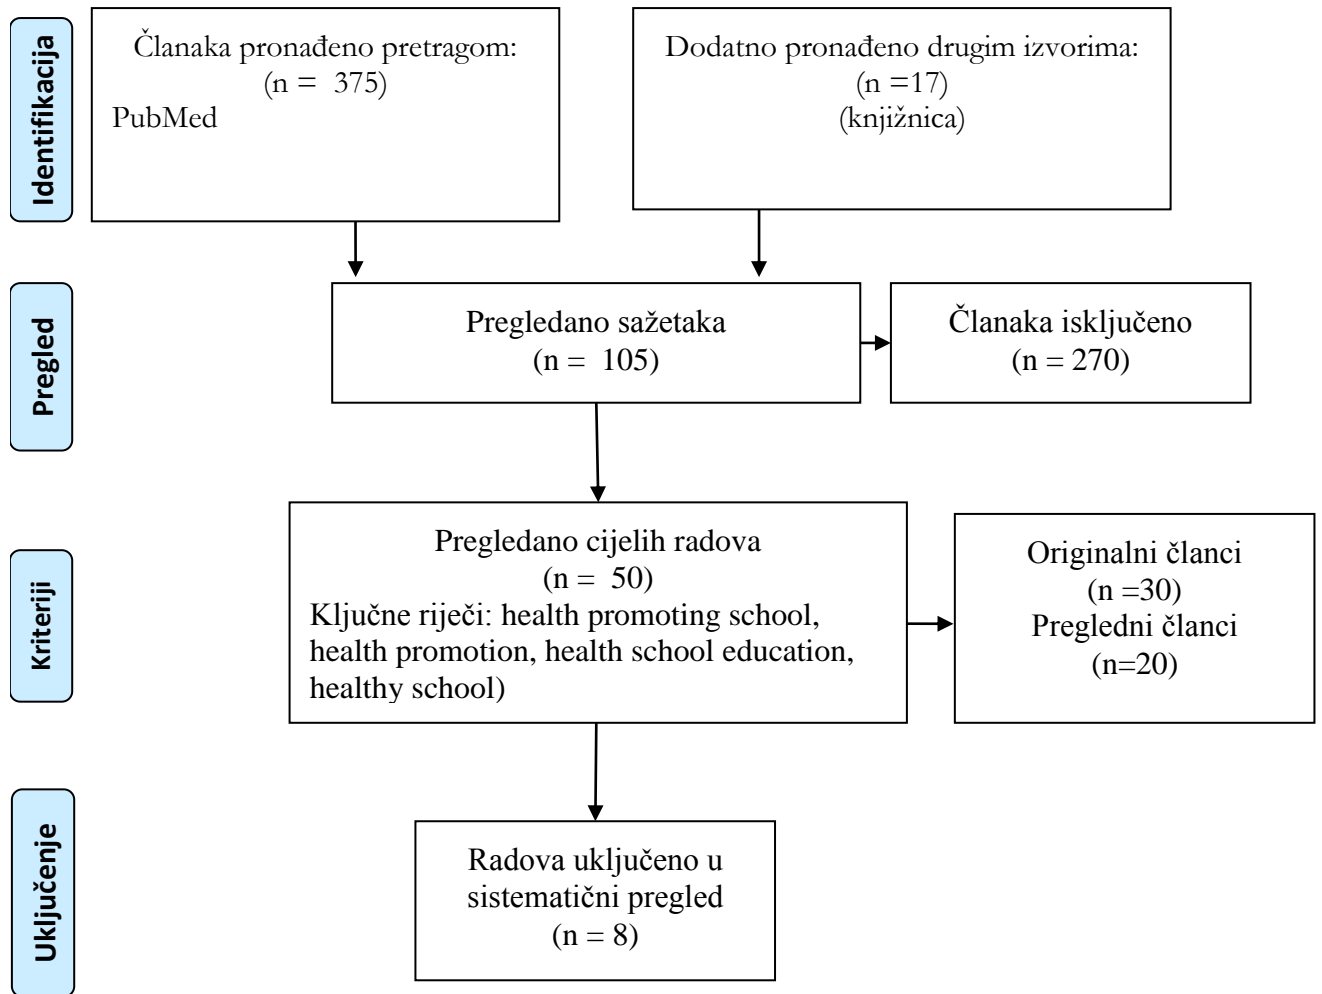 Identifikacija
Članaka pronađeno pretragom:
(n =  375)
PubMed
Dodatno pronađeno drugim izvorima:
(n =17)
(knjižnica)
Pregled
Pregledano sažetaka
(n =  105)
Članaka isključeno
(n = 270)
Kriteriji
Pregledano cijelih radova
(n =  50)
Ključne riječi: health promoting school,
health promotion, health school education,
healthy school)
Originalni članci
(n =30)
Pregledni članci
(n=20)
Uključenje
Radova uključeno u
sistematični pregled
(n = 8)